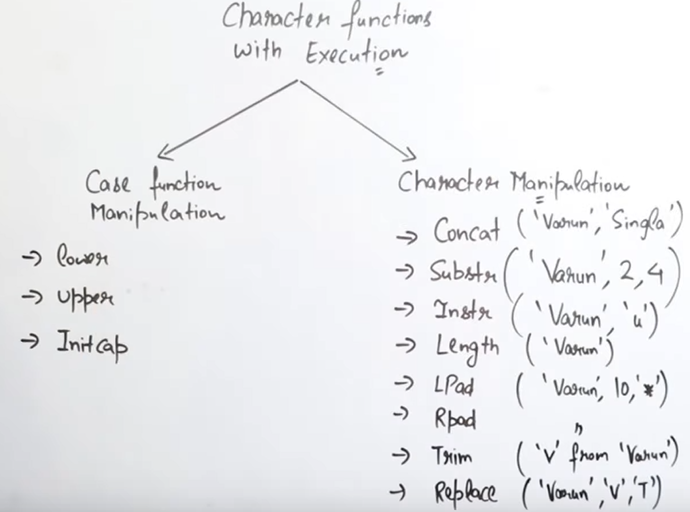 Character functions
with Execution
Case function
Manipulation
→ lower
→ upper
→ Initcap
Character Manipulation
→ Concat ('Varun','Singla')
→ Substr ('Varun',2,4)
→ Instr ('Varun','u')
→ Length ('Varun')
→ LPad ('Varun',10,'*')
→ Rpad "
→ Trim ('V' from 'Varun')
→ Replace ('Varun','V','T')